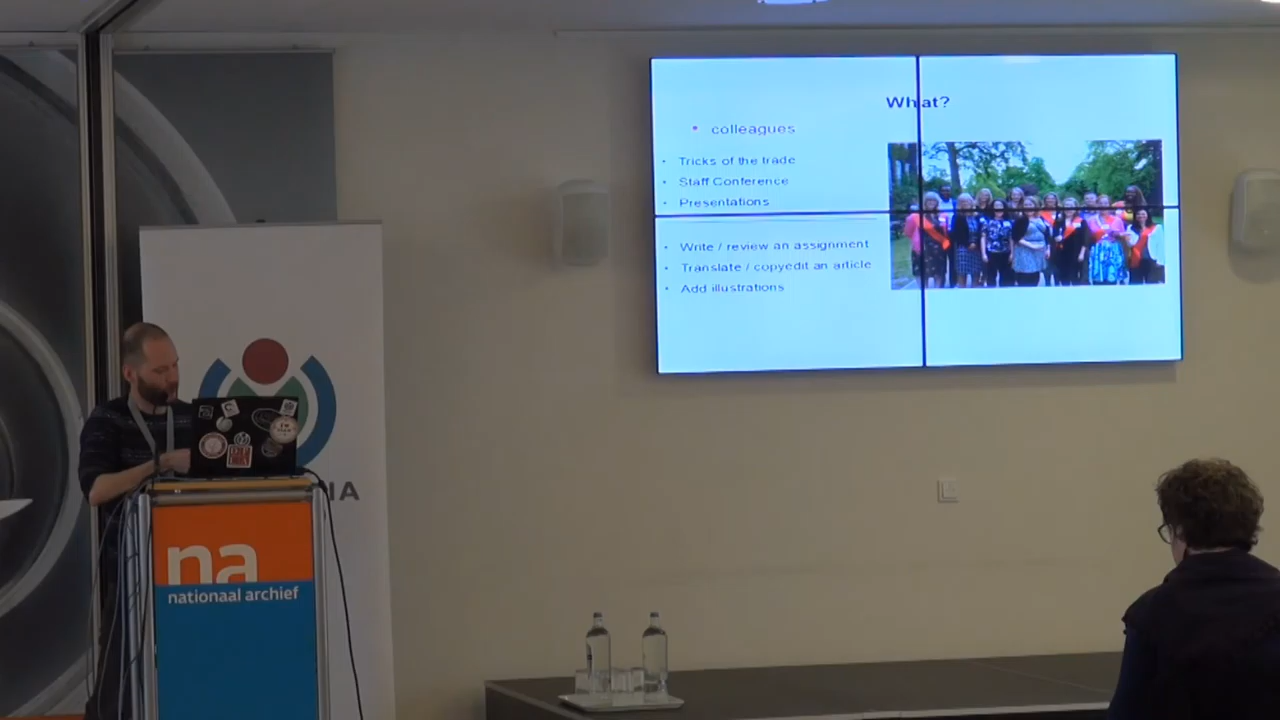 What?
• colleagues
• Tricks of the trade
• Staff Conference
• Presentations
• Write / review an assignment
• Translate / copyedit an article
• Add illustrations
IA
na
nationaal archief